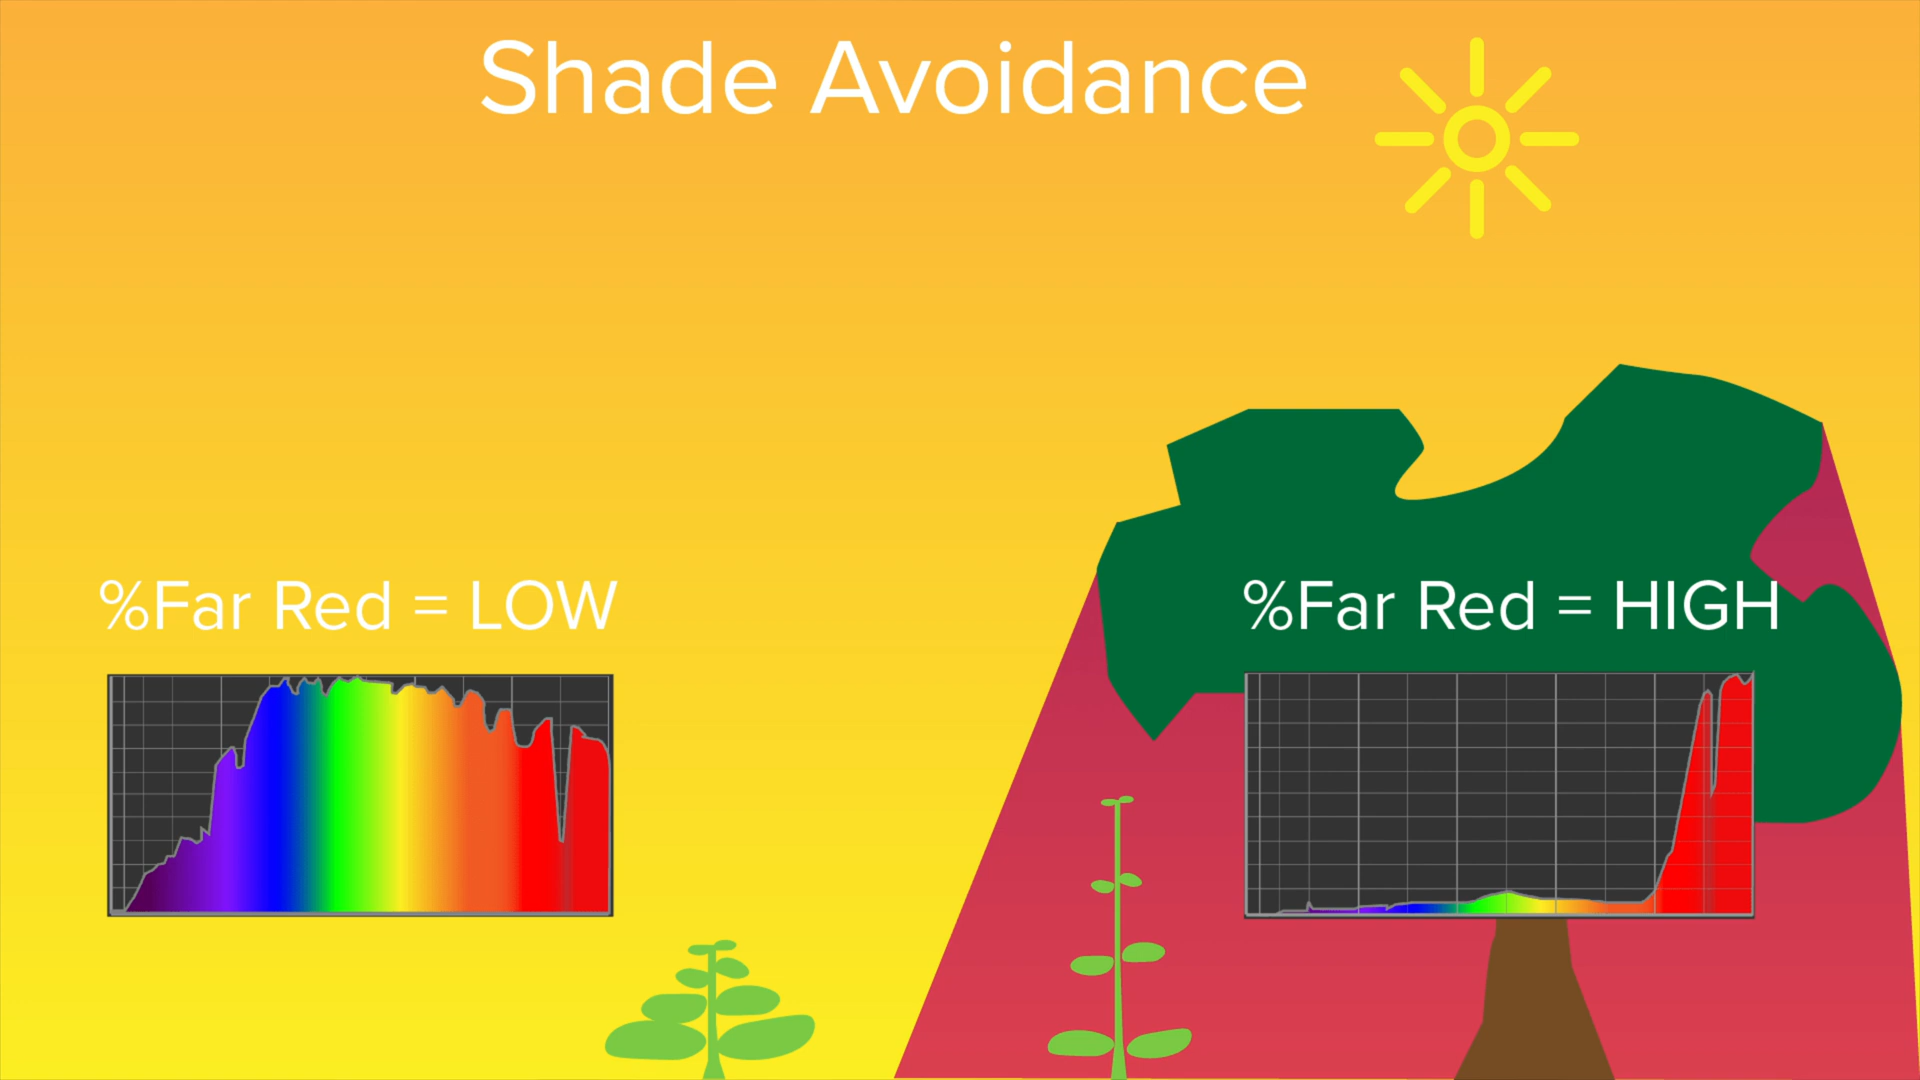 Shade Avoidance
%Far Red = LOW
%Far Red = HIGH